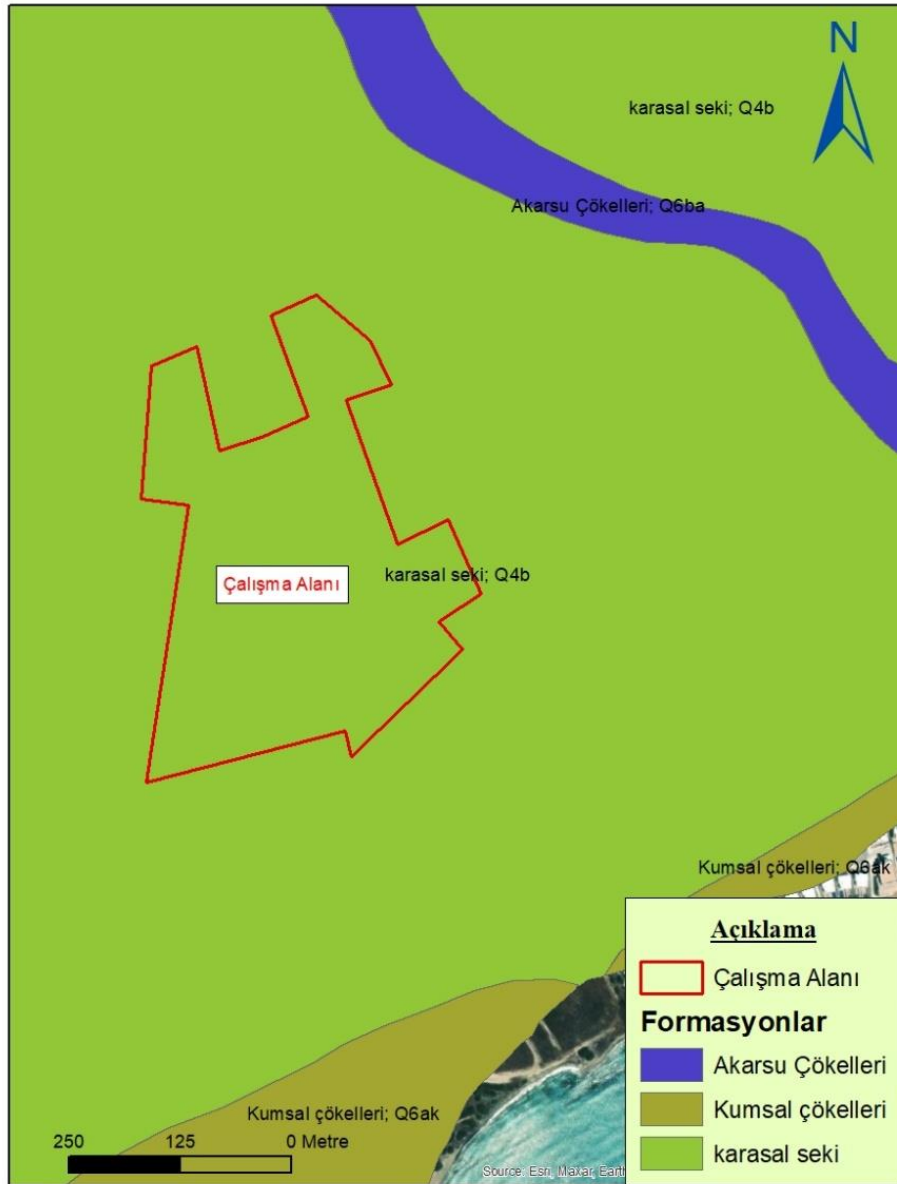 N
karasal seki; Q4b
Akarsu Çökelleri; Q6ba
karasal seki; Q4b
Çalışma Alanı
Kumsal çökelleri; Q6ak
Açıklama
Çalışma Alanı
Formasyonlar
Akarsu Çökelleri
Kumsal çökelleri
karasal seki
Kumsal çökelleri; Q6ak
250 125 0 Metre
Source: Esri, Maxar, Earth